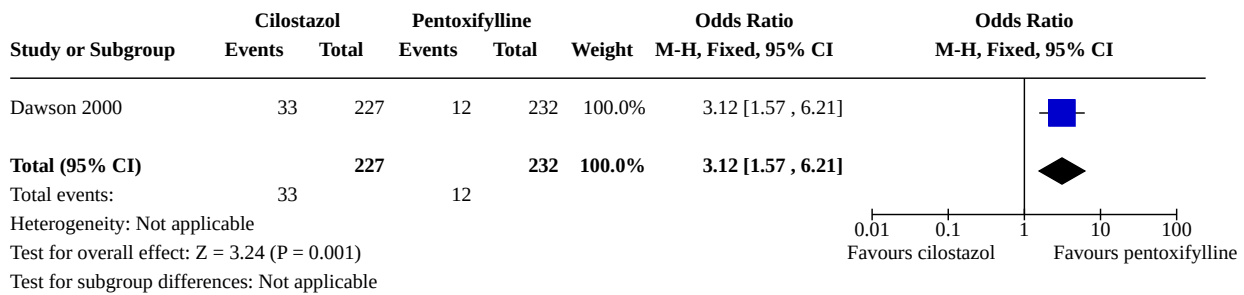 Cilostazol Pentoxifylline Odds Ratio Odds Ratio
Study or Subgroup Events Total Events Total Weight M-H, Fixed, 95% CI M-H, Fixed, 95% CI
Dawson 2000 33 227 12 232 100.0% 3.12 [1.57 , 6.21]
Total (95% CI) 227 232 100.0% 3.12 [1.57 , 6.21]
Total events: 33 12
Heterogeneity: Not applicable
0.01 0.1 1 10 100
Test for overall effect: Z = 3.24 (P = 0.001) Favours cilostazol Favours pentoxifylline
Test for subgroup differences: Not applicable